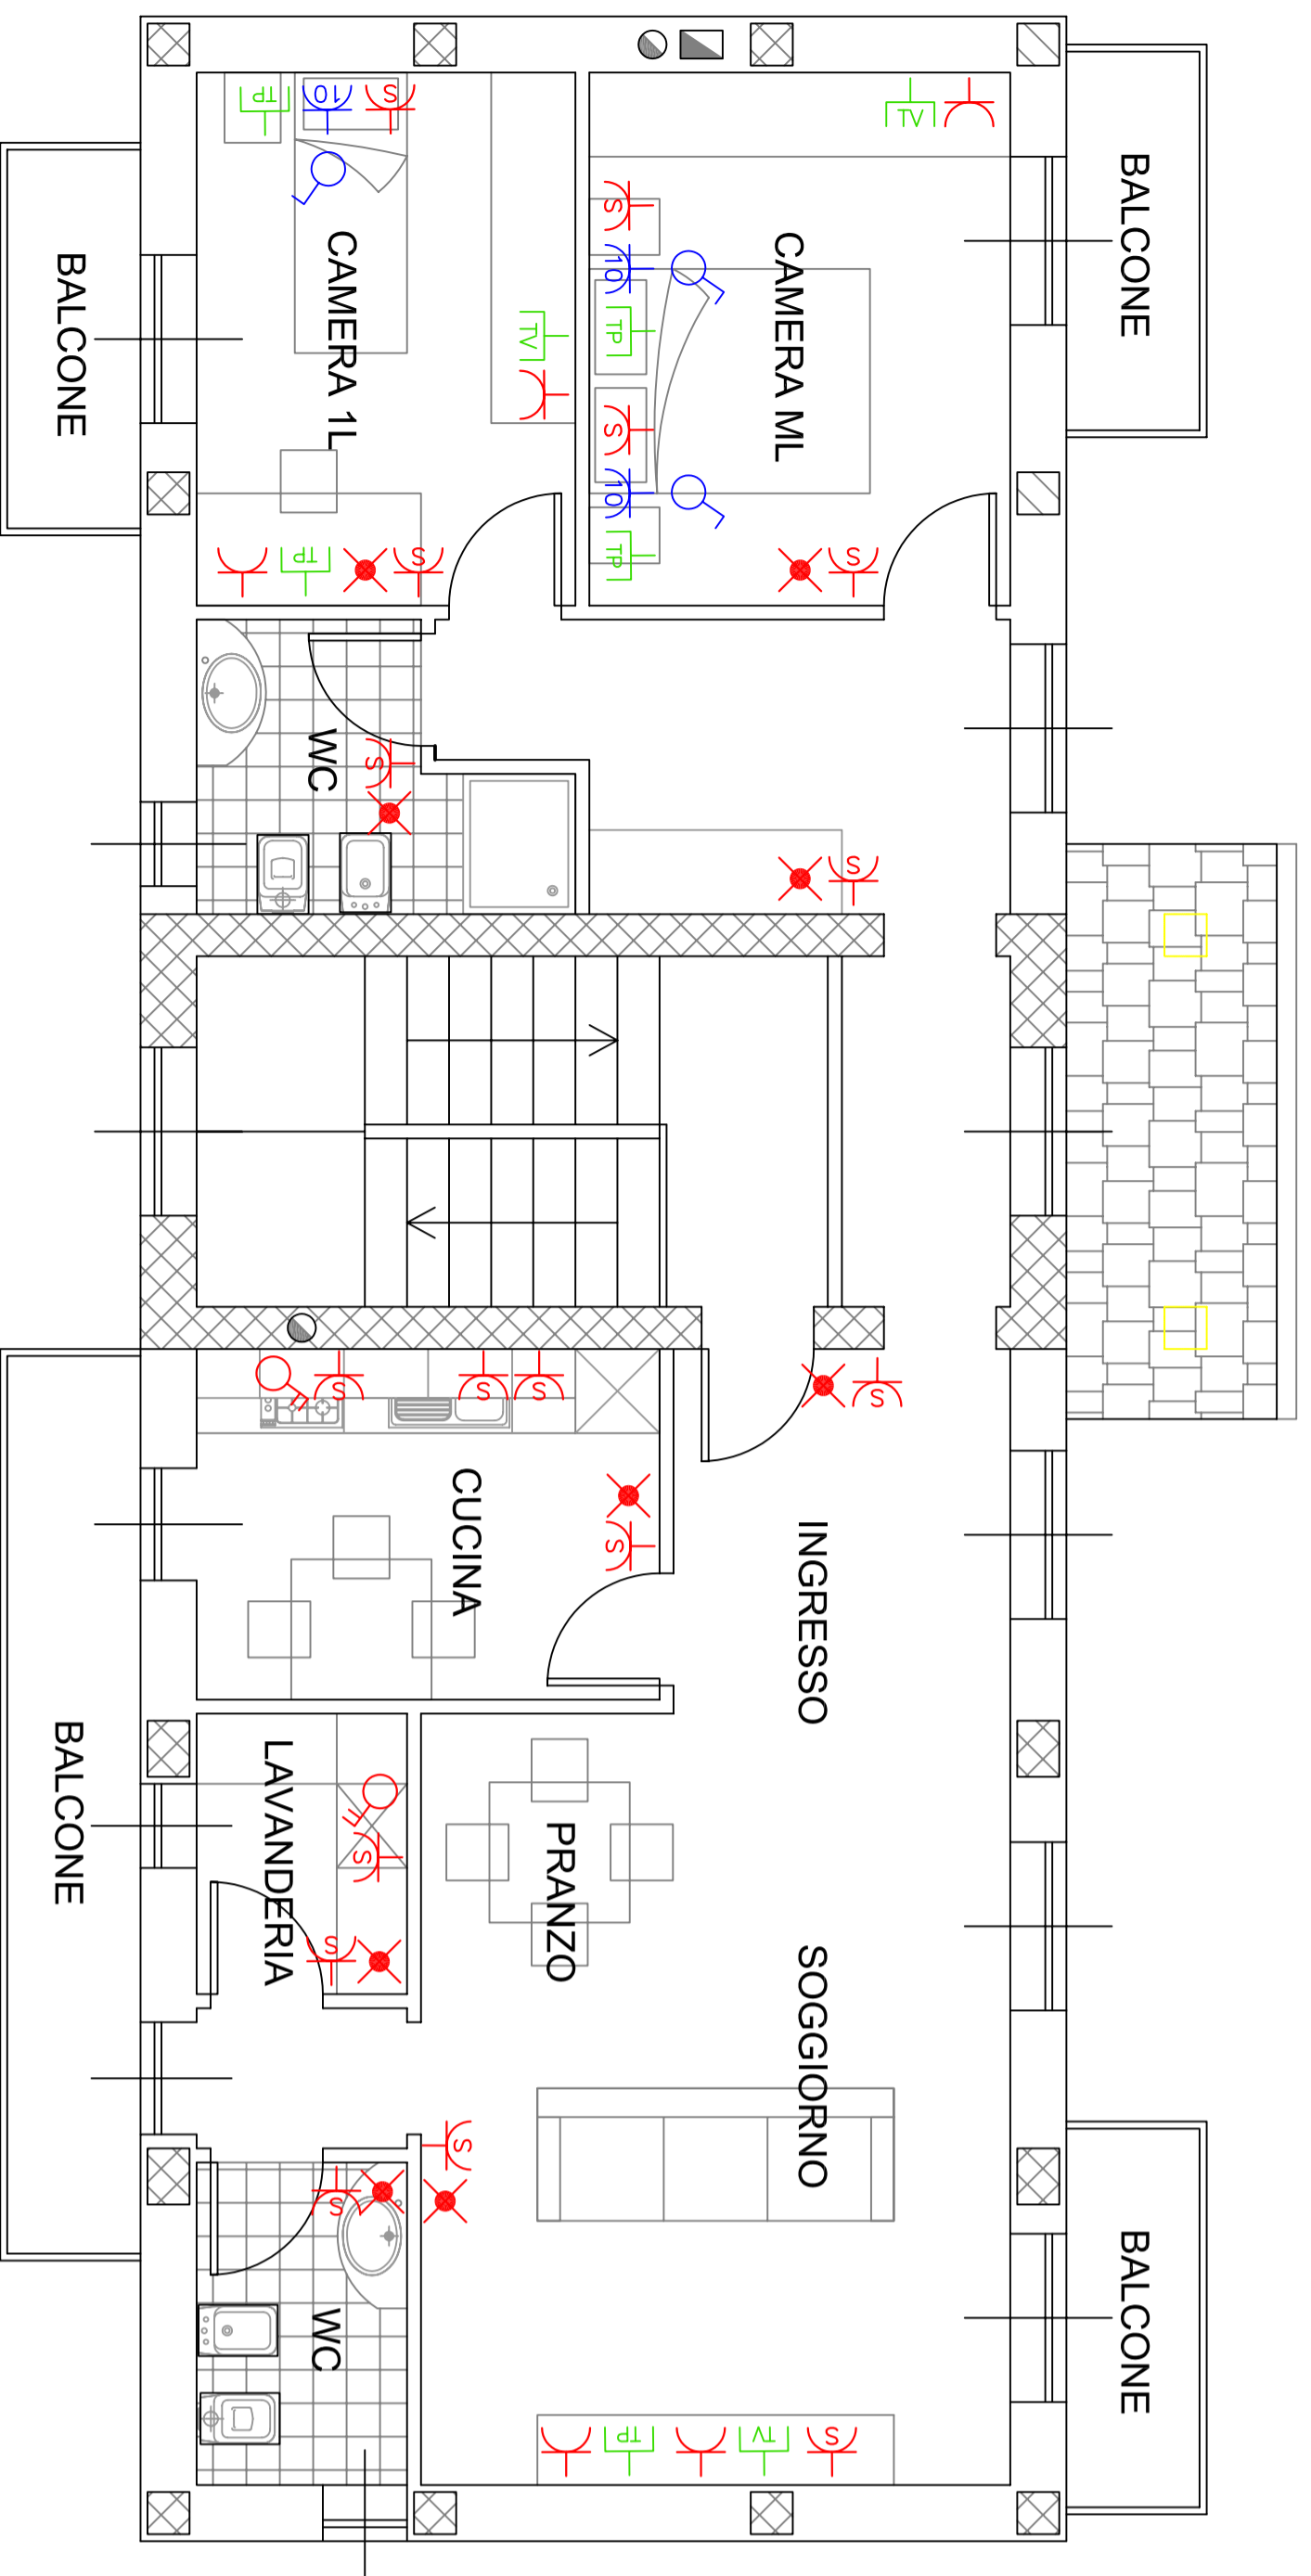 BALCONE
BALCONE
CAMERA 1L
CAMERA ML
TP
10
S
TV
S
10
TP
S
10
TP
TV
TP
S
S
WC
S
S
S
S
S
S
S
CUCINA
F
INGRESSO
LAVANDERIA
F
S
S
PRANZO
SOGGIORNO
BALCONE
S
S
WC
TP
TV
S
BALCONE